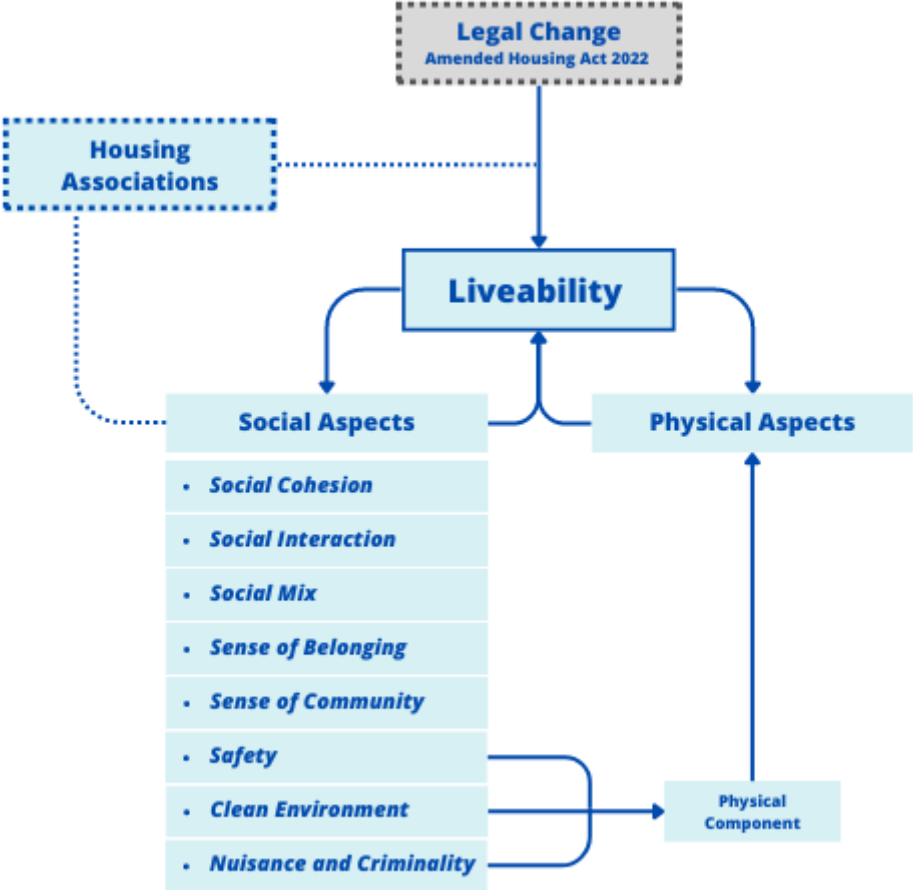 Legal Change
Amended Housing Act 2022
Housing
Associations
Liveability
Social Aspects
Physical Aspects
• Social Cohesion
• Social Interaction
• Social Mix
• Sense of Belonging
• Sense of Community
• Safety
• Clean Environment
• Nuisance and Criminality
Physical
Component